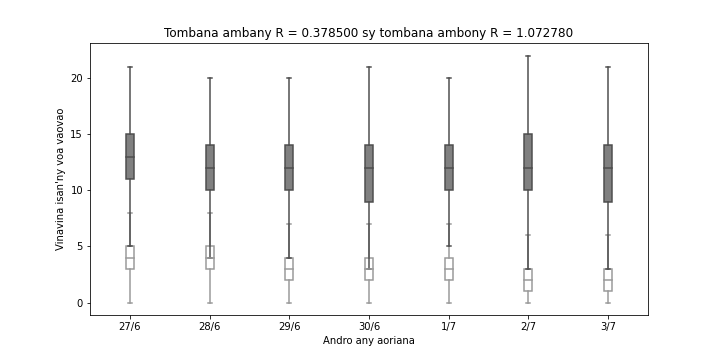 Tombana ambany R = 0.378500 sy tombana ambony R = 1.072780
Vinavina isan'ny voa vaovao
20
15
10
5
0
27/6 28/6 29/6 30/6 1/7 2/7 3/7
Andro any aoriana